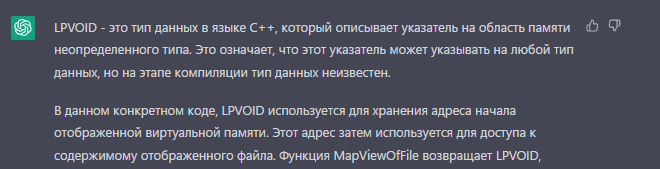 LPVOID - это тип данных в языке C++, который описывает указатель на область памяти
неопределенного типа. Это означает, что этот указатель может указывать на любой тип
данных, но на этапе компиляции тип данных неизвестен.
В данном конкретном коде, LPVOID используется для хранения адреса начала
отображенной виртуальной памяти. Этот адрес затем используется для доступа к
содержимому отображенного файла. Функция MapViewOfFile возвращает LPVOID,